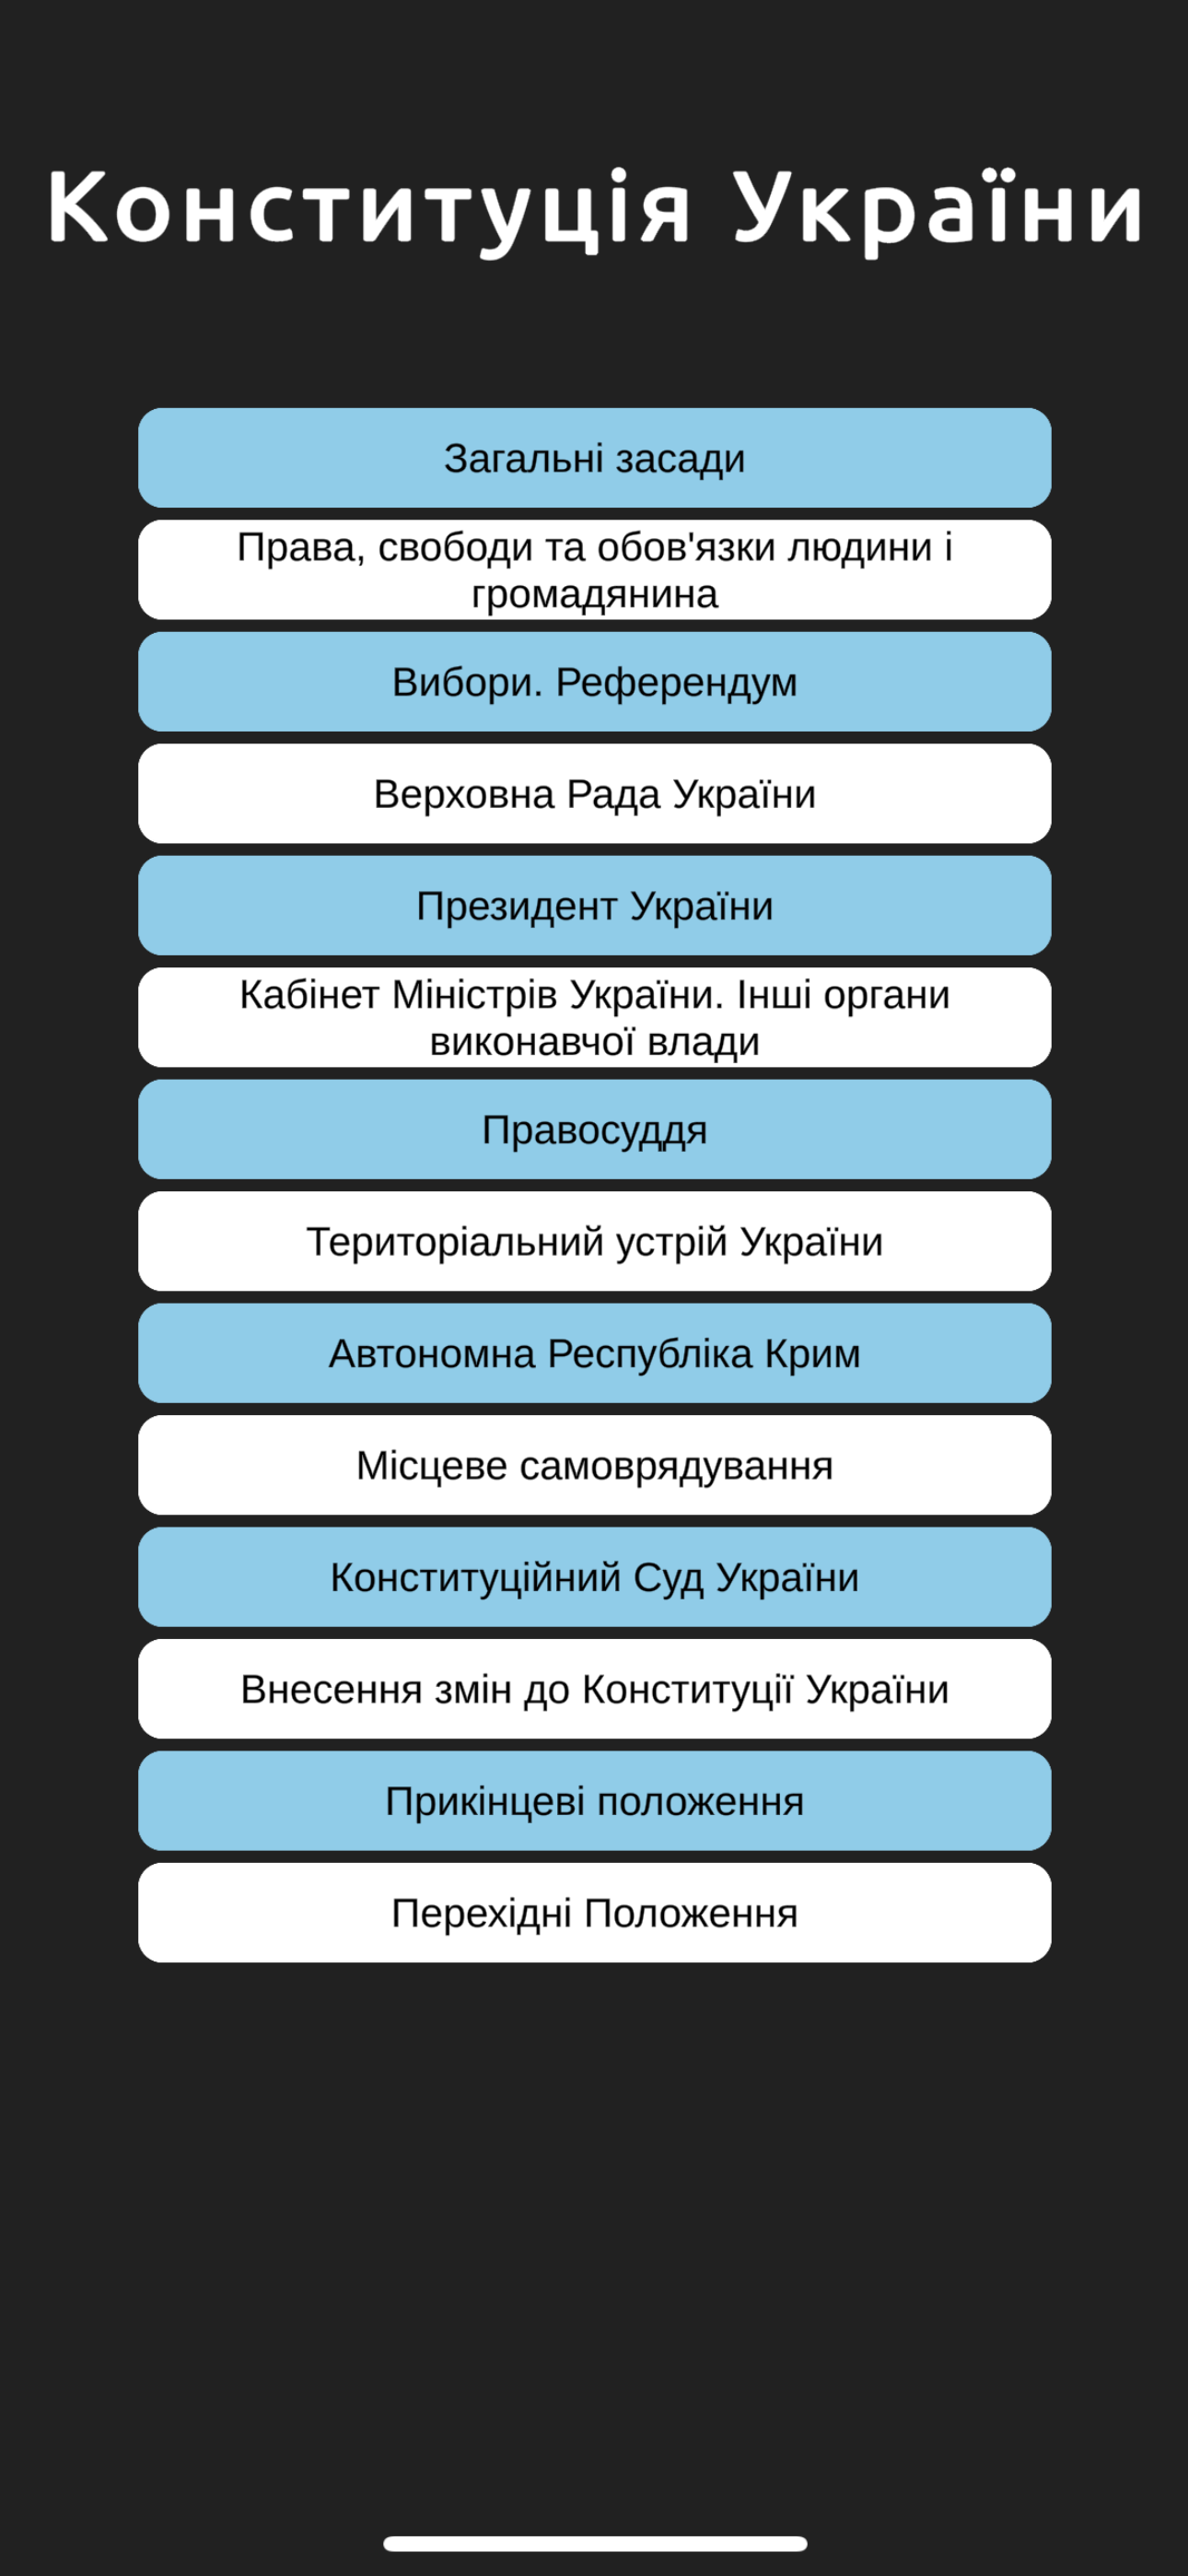 Конституція України
Загальні засади
Права, свободи та обов'язки людини і
громадянина
Вибори. Референдум
Верховна Рада України
Президент України
Кабінет Міністрів України. Інші органи
виконавчої влади
Правосуддя
Територіальний устрій України
Автономна Республіка Крим
Місцеве самоврядування
Конституційний Суд України
Внесення змін до Конституції України
Прикінцеві положення
Перехідні Положення